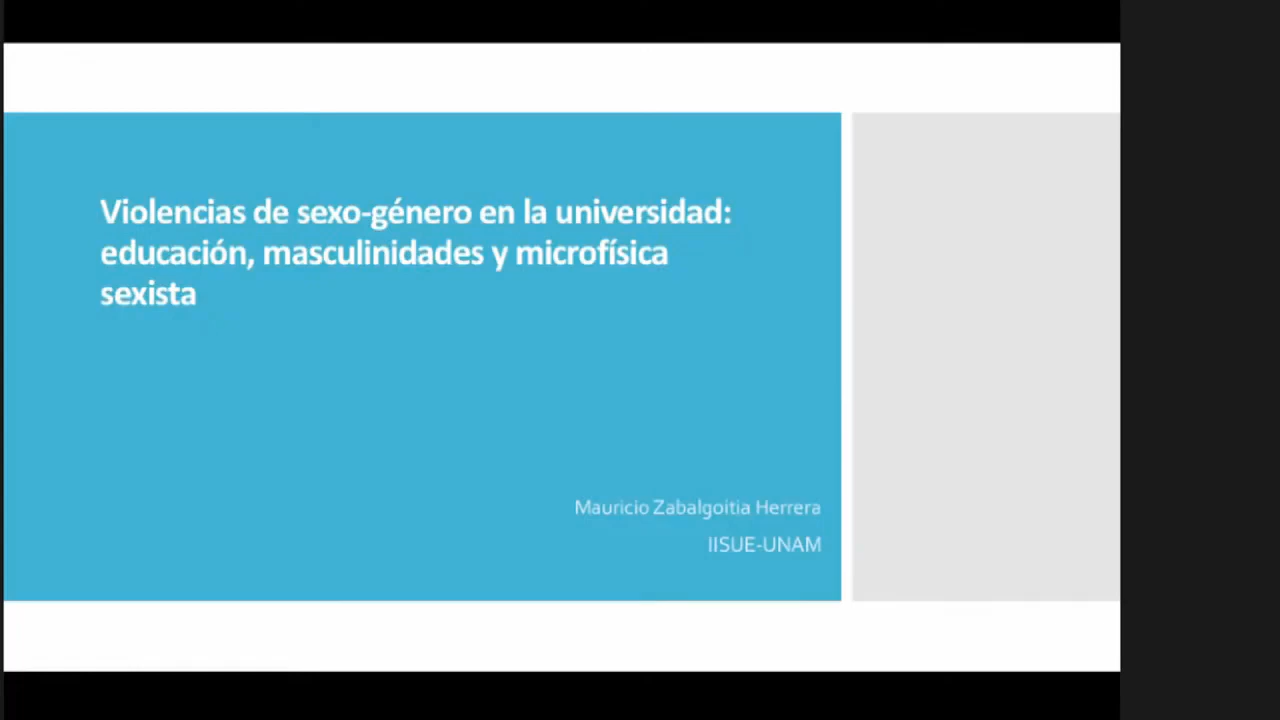 Violencias de sexo-género en la universidad:
educación, masculinidades y microfísica
sexista
Mauricio Zabalgoitia Herrera
IISUE-UNAM